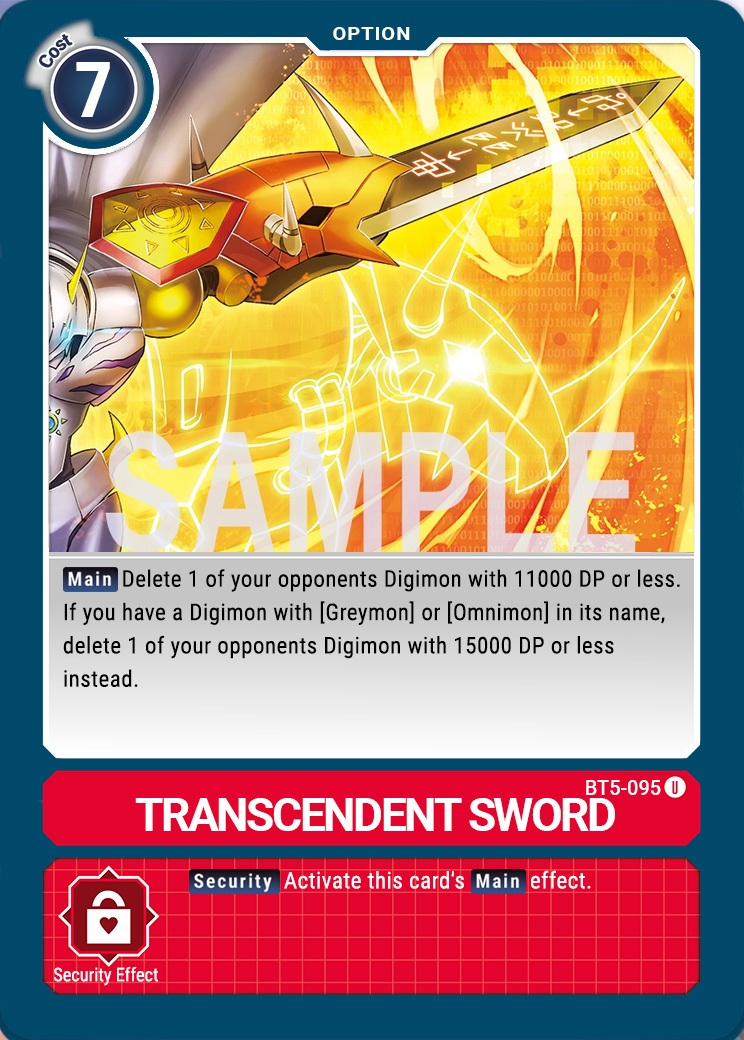 OPTION
Cost
7
SAMPLE
Main Delete 1 of your opponents Digimon with 11000 DP or less.
If you have a Digimon with [Greymon] or [Omnimon] in its name,
delete 1 of your opponents Digimon with 15000 DP or less
instead.
BT5-095 U
TRANSCENDENT SWORD
Security Activate this card's Main effect.
Security Effect